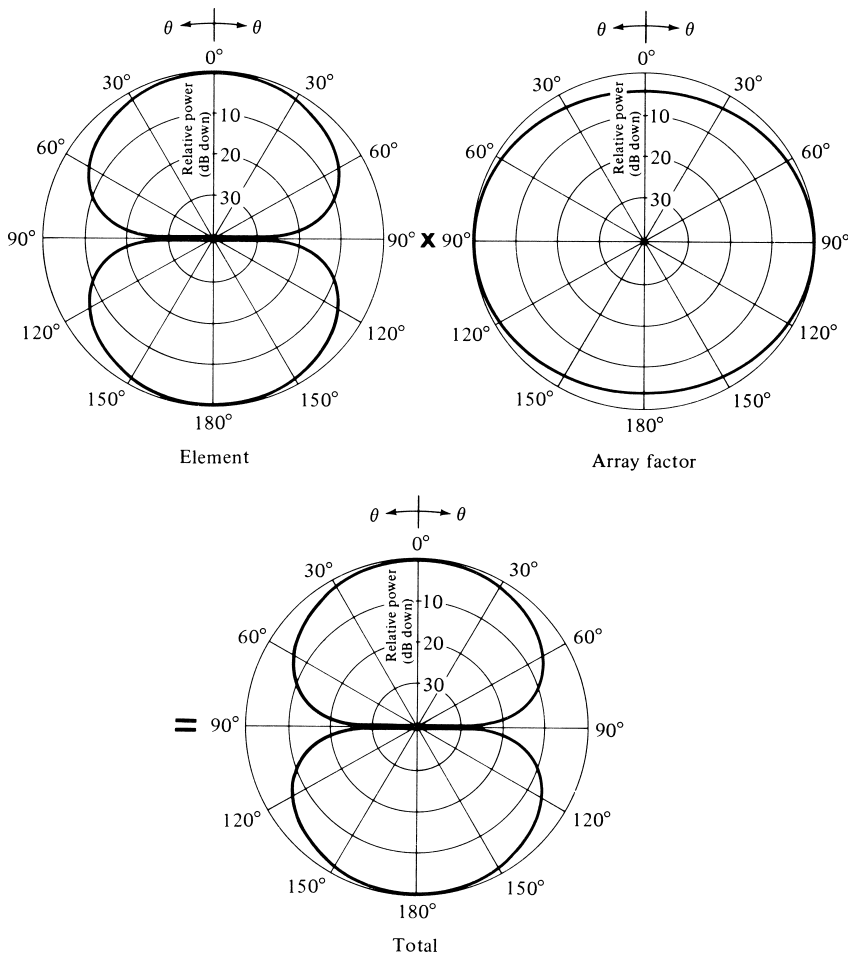 θ θ
0°
30° 30°
60° 60°
90° 90°
120° 120°
150° 150°
180°
Relative power
(dB down)
10
20
30
Element
x
θ θ
0°
30° 30°
60° 60°
90° 90°
120° 120°
150° 150°
180°
Relative power
(dB down)
10
20
30
Array factor
=
θ θ
0°
30° 30°
60° 60°
90° 90°
120° 120°
150° 150°
180°
Relative power
(dB down)
10
20
30
Total